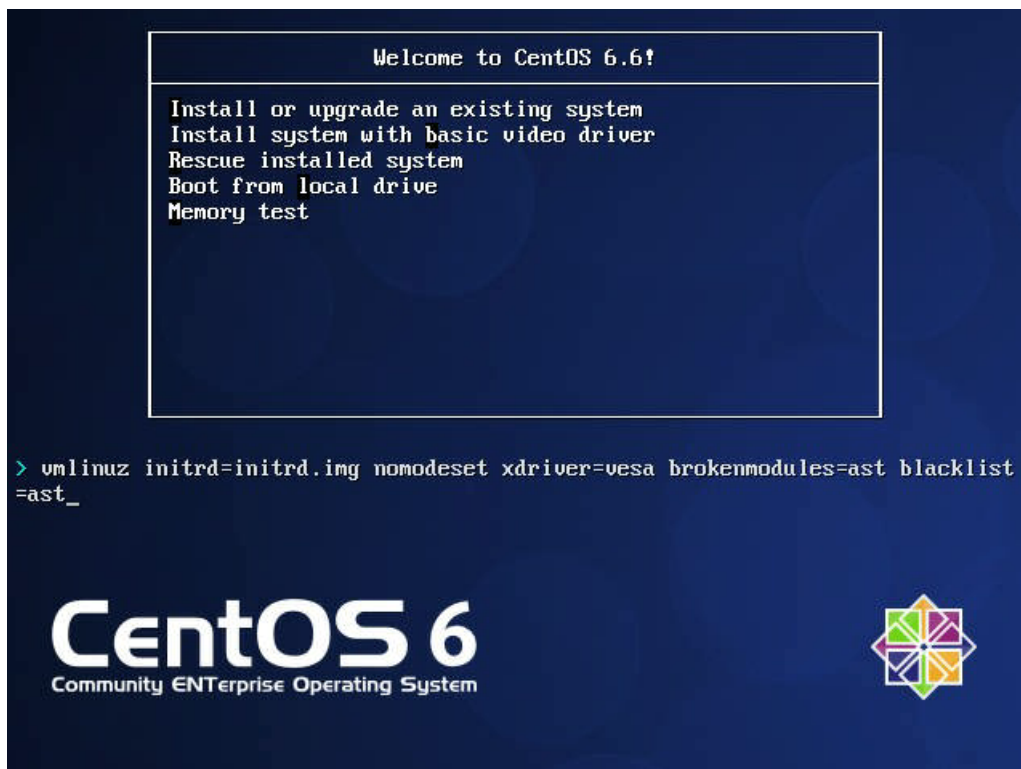 Welcome to CentOS 6.6!
Install or upgrade an existing system
Install system with basic video driver
Rescue installed system
Boot from local drive
Memory test
> vmlinuz initrd=initrd.img nomodeset xdriver=vesa brokenmodules=ast blacklist
=ast_
CentOS 6
Community ENTerprise Operating System